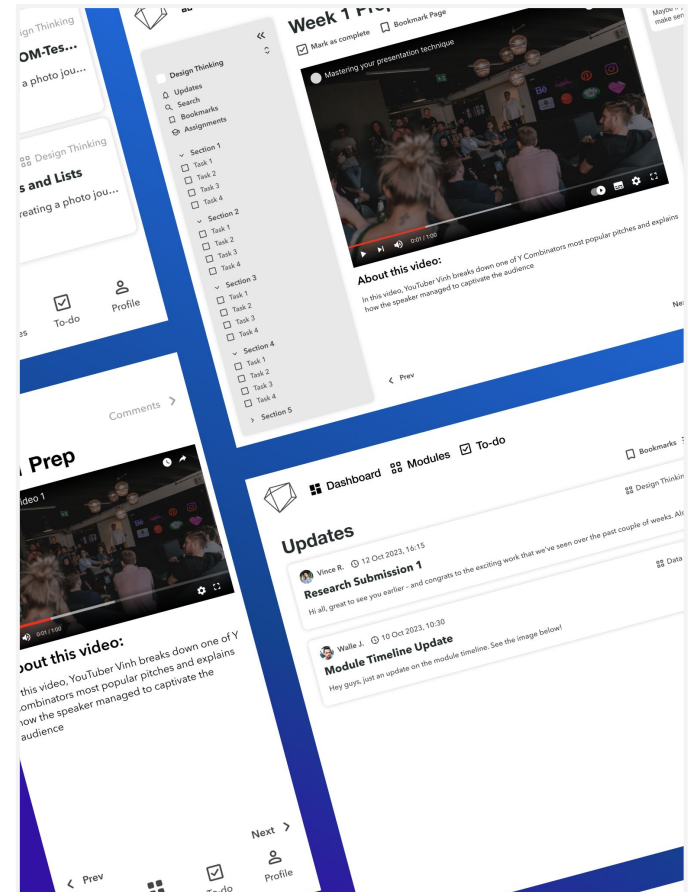 ign Thinking
OM-Tes...
a photo jou...
Design Thinking
s and Lists
reating a photo jou...
es
To-do
Profile
Design Thinking
Updates
Search
Bookmarks
Assignments
Section 1
Task 1
Task 2
Task 3
Task 4
Section 2
Task 1
Task 2
Task 3
Task 4
Section 3
Task 1
Task 2
Task 3
Task 4
Section 4
Task 1
Task 2
Task 3
Task 4
Section 5
Week 1 Pre
Mark as complete Bookmark Page
Mastering your presentation technique
Bē
0:01 / 1:00
About this video:
In this video, YouTuber Vinh breaks down one of Y Combinators most popular pitches and explains
how the speaker managed to captivate the audience
Prev
Nex
Maybe
make sen
Comments
Prep
ideo 1
0:01 / 1:00
bout this video:
this video, YouTuber Vinh breaks down one of Y
ombinators most popular pitches and explains
ow the speaker managed to captivate the
audience
Next
Prev
To-do
Profile
Dashboard Modules To-do
Bookmarks
Updates
Vince R. 12 Oct 2023, 16:15
Design Thinkin
Research Submission 1
Hi all, great to see you earlier - and congrats to the exciting work that we've seen over the past couple of weeks. Als
Walle J. 10 Oct 2023, 10:30
Data
Module Timeline Update
Hey guys, just an update on the module timeline. See the image below!